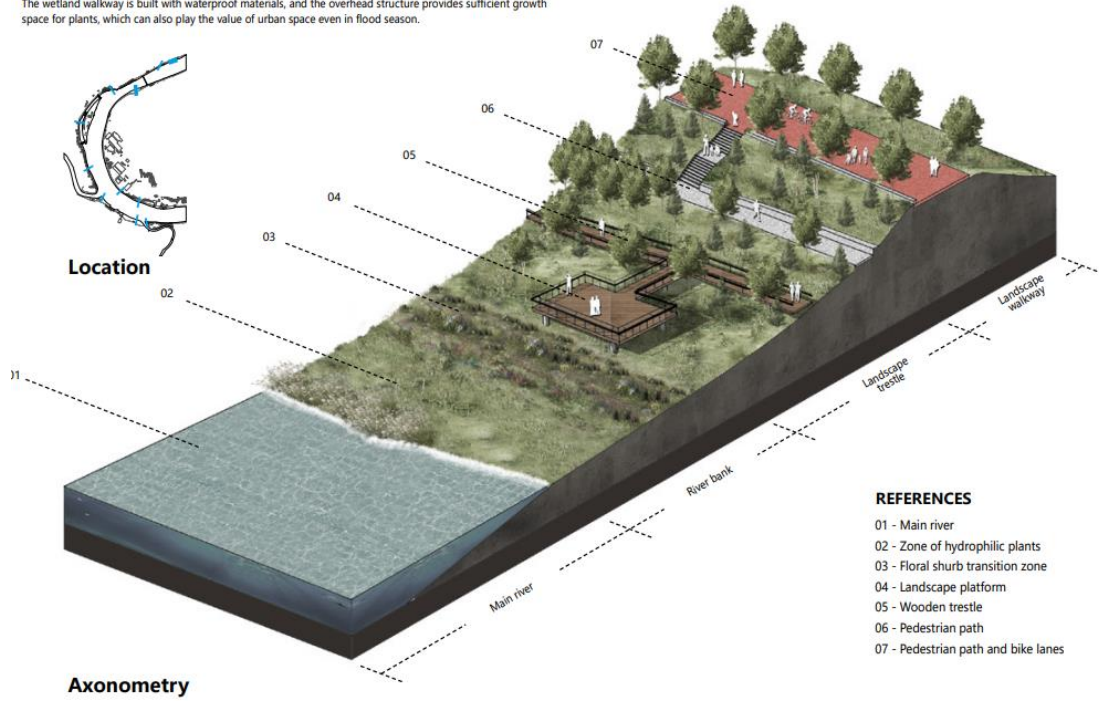 The wetland walkway is built with waterproof materials, and the overhead structure provides sufficient growth
space for plants, which can also play the value of urban space even in flood season.
07
06
05
04
03
Location
02
01
Landscape
walkway
Landscape
trestle
River bank
Main river
REFERENCES
01 - Main river
02 - Zone of hydrophilic plants
03 - Floral shurb transition zone
04 - Landscape platform
05 - Wooden trestle
06 - Pedestrian path
07 - Pedestrian path and bike lanes
Axonometry